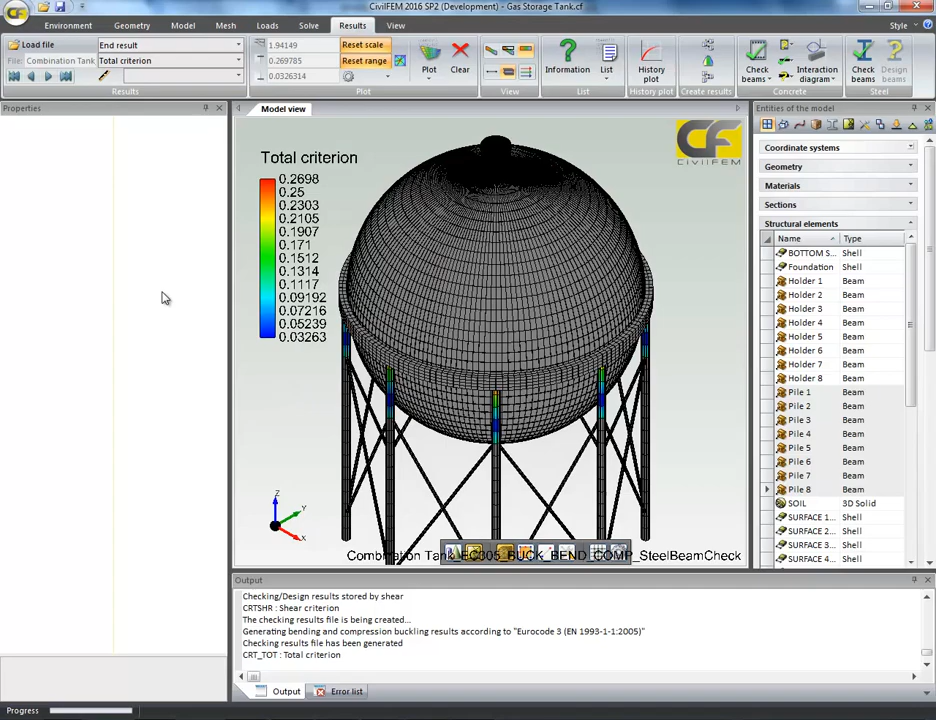 CivilFEM 2016 SP2 (Development) - Gas Storage Tank.cf
Environment
Geometry
Model
Mesh
Loads
Solve
Results
View
Style
Load file
End result
File:
Combination Tank
Total criterion
Results
1.94149
0.269785
0.0326314
Reset scale
Reset range
Plot
Clear
Plot
View
Information
List
List
History plot
History plot
Create results
Check beams
Interaction diagram
Concrete
Check beams
Design beams
Steel
Properties
Model view
Total criterion
0.2698
0.25
0.2303
0.2105
0.1907
0.171
0.1512
0.1314
0.1117
0.09192
0.07216
0.05239
0.03263
CIVILFEM
Z
Y
X
Combination Tank_EC305_BUCK_BEND_COMP_SteelBeamCheck
Entities of the model
Coordinate systems
Geometry
Materials
Sections
Structural elements
Name Type
BOTTOM S... Shell
Foundation Shell
Holder 1 Beam
Holder 2 Beam
Holder 3 Beam
Holder 4 Beam
Holder 5 Beam
Holder 6 Beam
Holder 7 Beam
Holder 8 Beam
Pile 1 Beam
Pile 2 Beam
Pile 3 Beam
Pile 4 Beam
Pile 5 Beam
Pile 6 Beam
Pile 7 Beam
Pile 8 Beam
SOIL 3D Solid
SURFACE 1... Shell
SURFACE 2... Shell
SURFACE 3... Shell
SURFACE 4... Shell
Output
Checking/Design results stored by shear
CRTSHR : Shear criterion
The checking results file is being created...
Generating bending and compression buckling results according to "Eurocode 3 (EN 1993-1-1:2005)"
Checking results file has been generated
CRT_TOT : Total criterion
Output
Error list
Progress